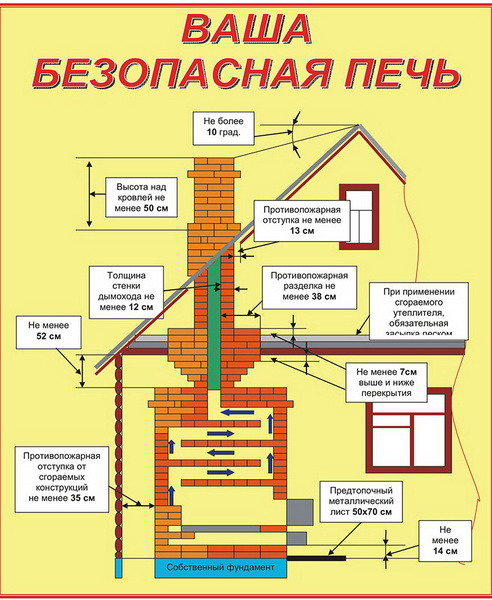 ВАША
БЕЗОПАСНАЯ ПЕЧЬ
Не более
10 град.
Высота над
кровлей не
менее 50 см
Противопожарная
отступка не менее
13 см
Толщина
стенки
дымохода не
менее 12 см
Противопожарная
разделка не
менее 38 см
При применении
сгораемого
утеплителя,
обязательная
засыпка песком
Не менее
52 см
Не менее 7см
выше и ниже
перекрытия
Противопожарная
отступка от
сгораемых
конструкций
не менее 35 см
Предтопочный
металлический
лист 50х70 см
Не
менее
14 см
Собственный фундамент